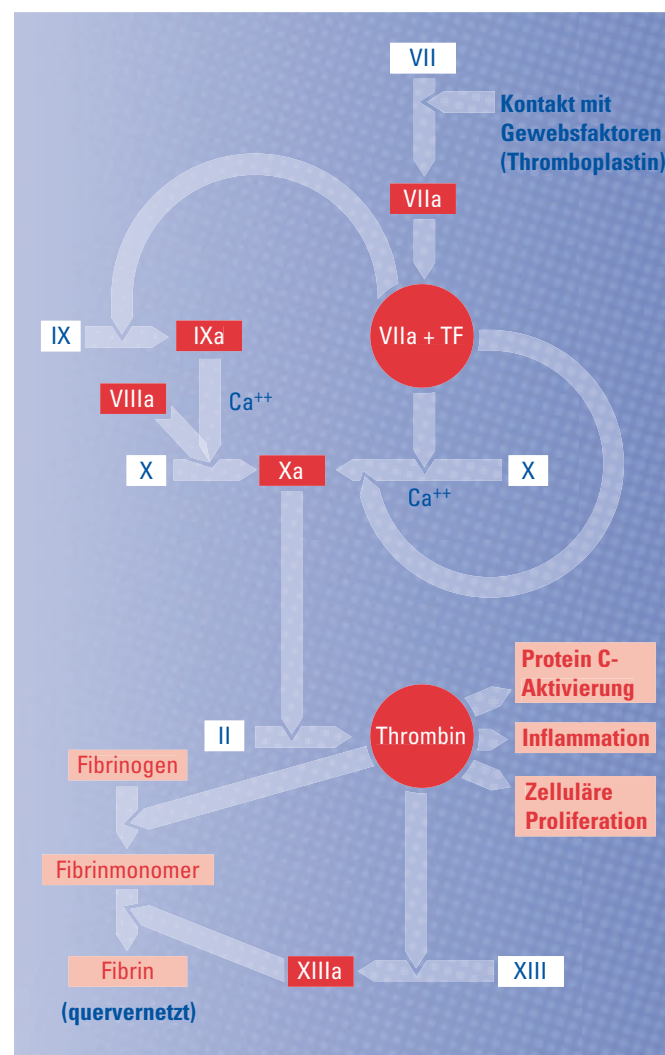 VII
Kontakt mit
Gewebsfaktoren
(Thromboplastin)
VIIa
IX
IXa
VIIa + TF
VIIIa
Ca++
X
Xa
X
Ca++
Protein C-
Aktivierung
II
Thrombin
Inflammation
Fibrinogen
Zelluläre
Proliferation
Fibrinmonomer
Fibrin
XIIIa
XIII
(quervernetzt)